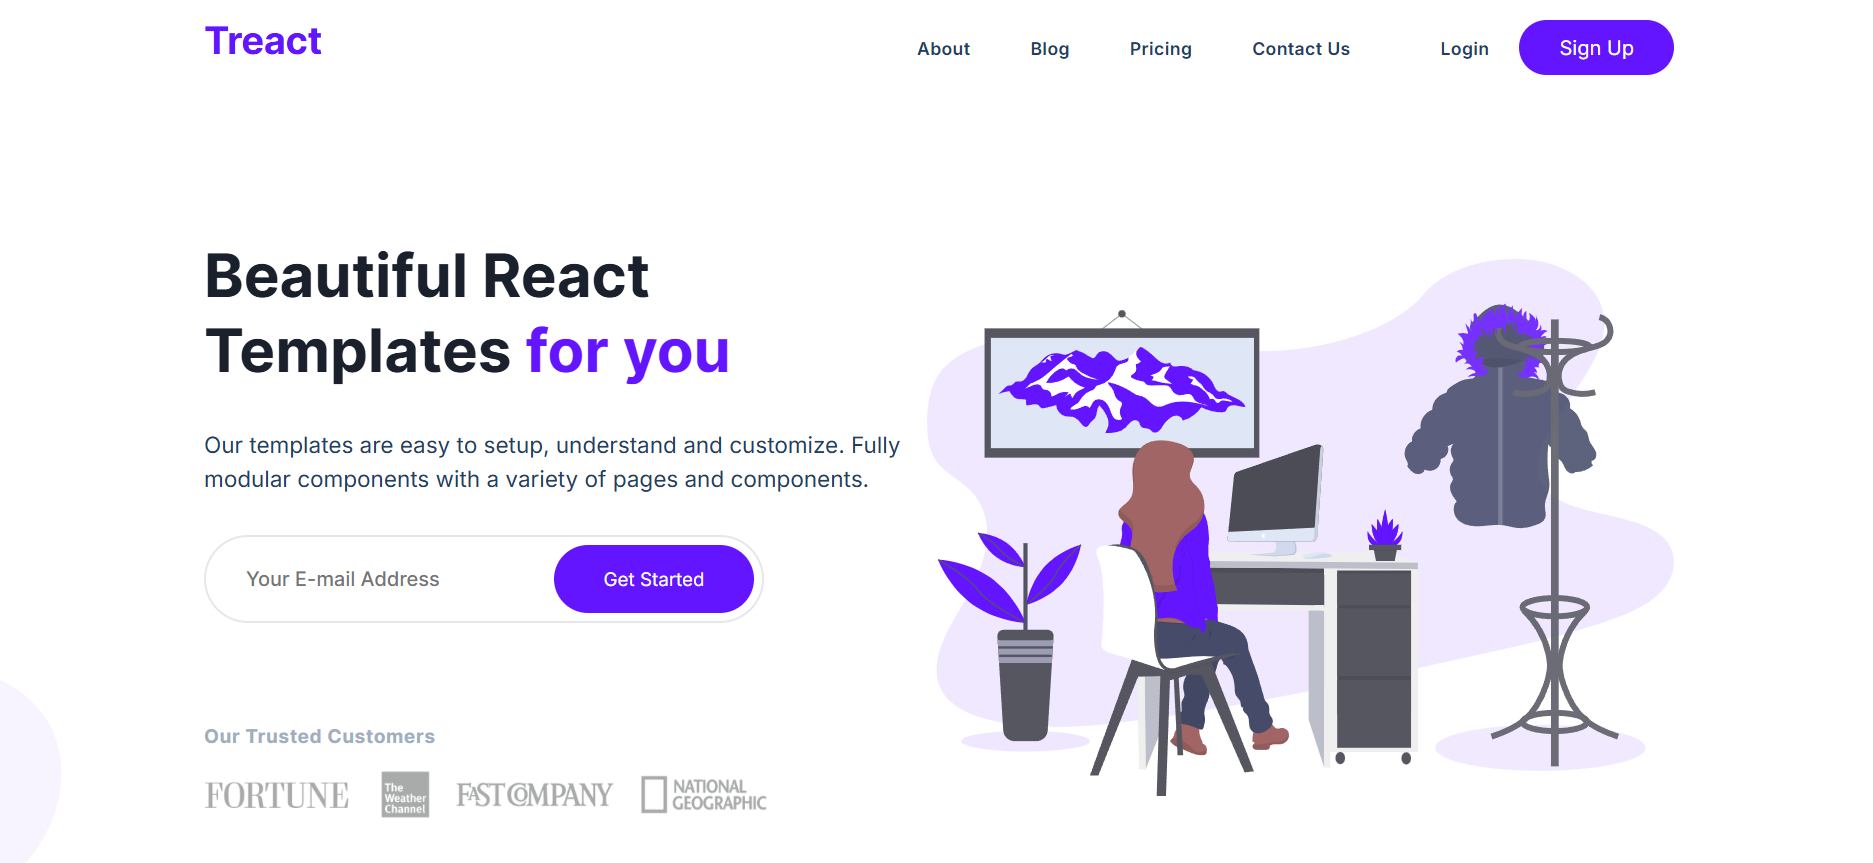 Treact
About Blog Pricing Contact Us Login Sign Up
Beautiful React
Templates for you
Our templates are easy to setup, understand and customize. Fully
modular components with a variety of pages and components.
Your E-mail Address Get Started
Our Trusted Customers
FORTUNE
The
Weather
Channel
FAST COMPANY
NATIONAL
GEOGRAPHIC